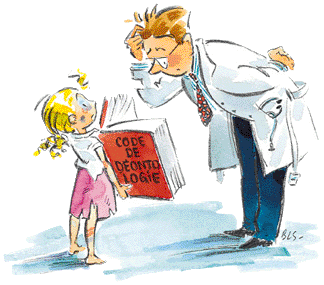 CODE
DE
DÉONTO
LOGIE
BLS-